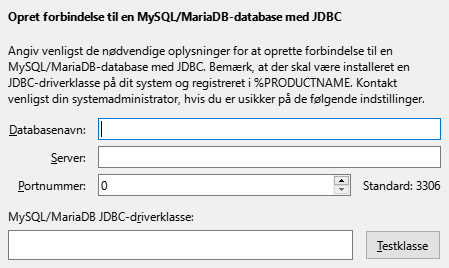 Opret forbindelse til en MySQL/MariaDB-database med JDBC
Angiv venligst de nødvendige oplysninger for at oprette forbindelse til en
MySQL/MariaDB-database med JDBC. Bemærk, at der skal være installeret en
JDBC-driverklasse på dit system og registreret i %PRODUCTNAME. Kontakt
venligst din systemadministrator, hvis du er usikker på de følgende indstillinger.
Databasenavn:
Server:
Portnummer: 0 Standard: 3306
MySQL/MariaDB JDBC-driverklasse:
Testklasse